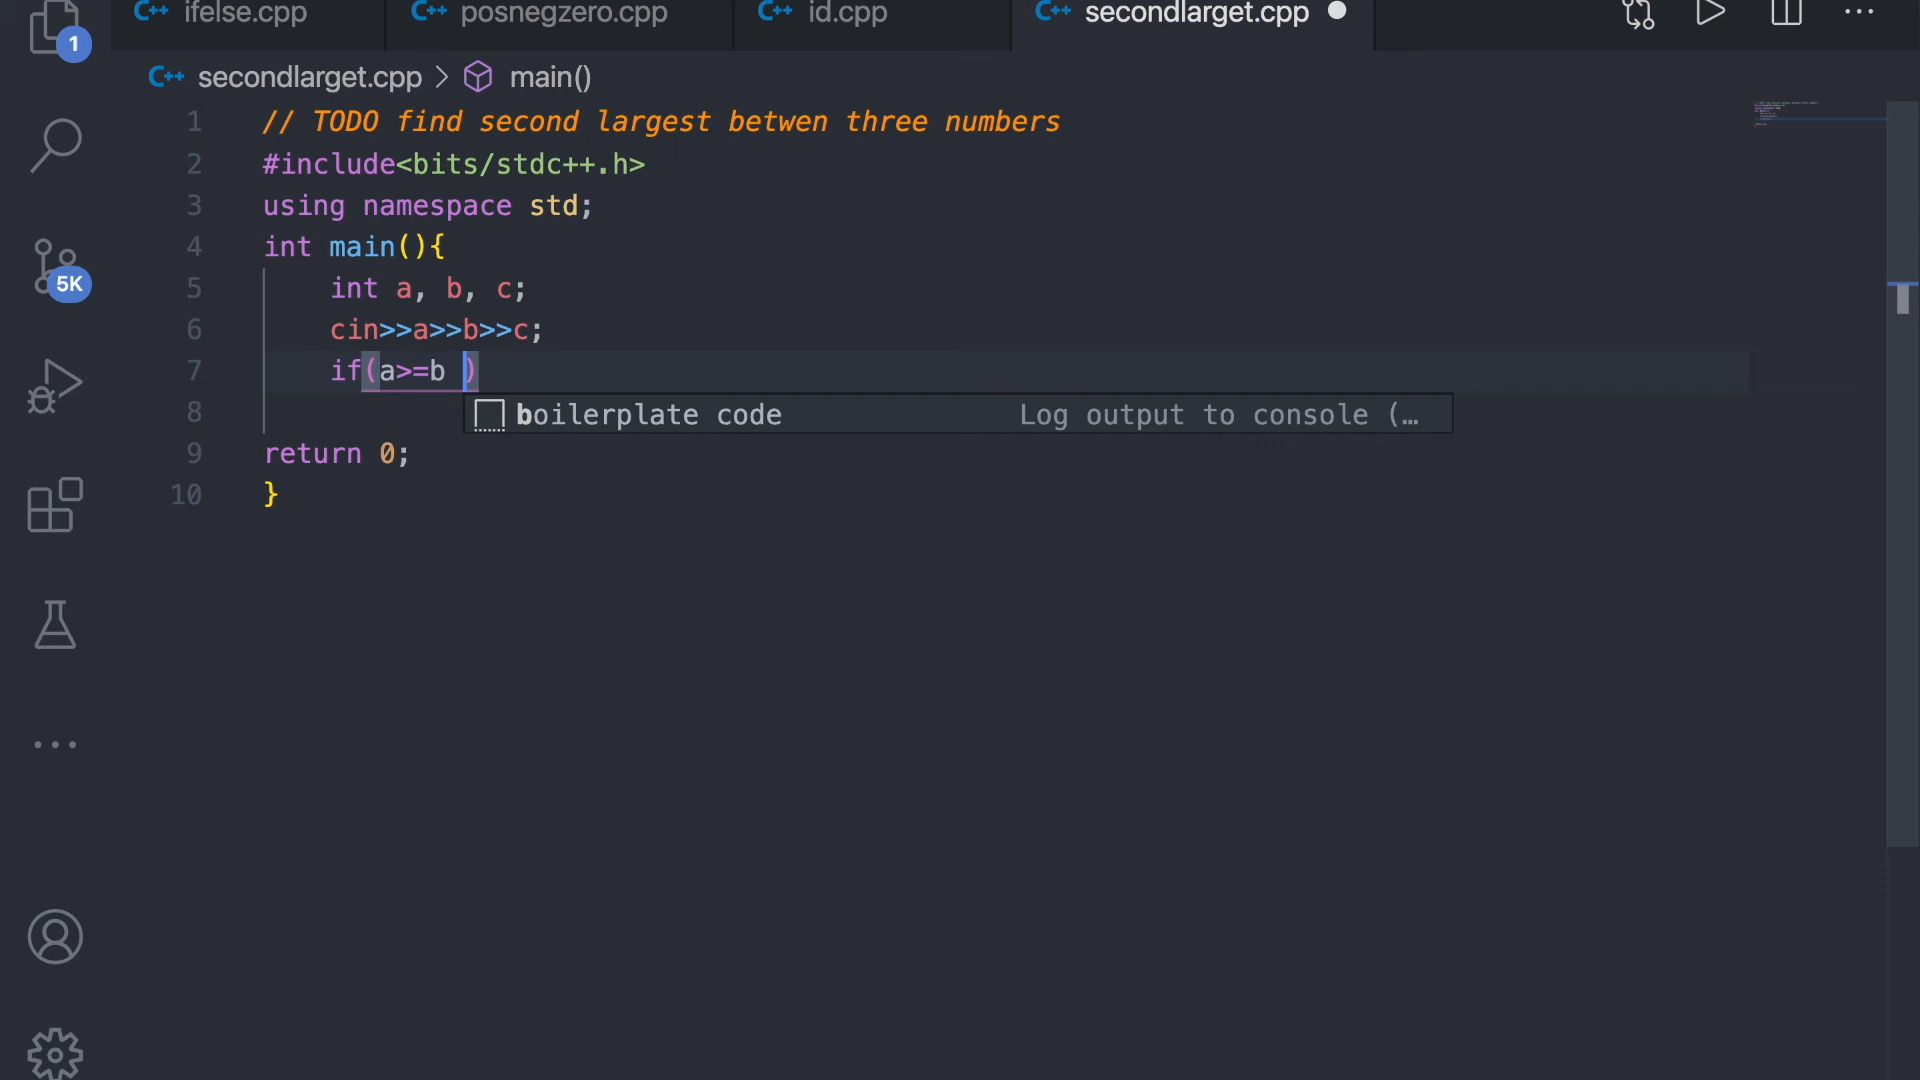 ifelse.cpp posnegzero.cpp id.cpp secondlarget.cpp
1
secondlarget.cpp > main()
1 // TODO find second largest betwen three numbers
2 #include<bits/stdc++.h>
3 using namespace std;
4 int main(){
5K
5 int a, b, c;
6 cin>>a>>b>>c;
7 if(a>=b )
8 boilerplate code Log output to console (…
9 return 0;
10 }